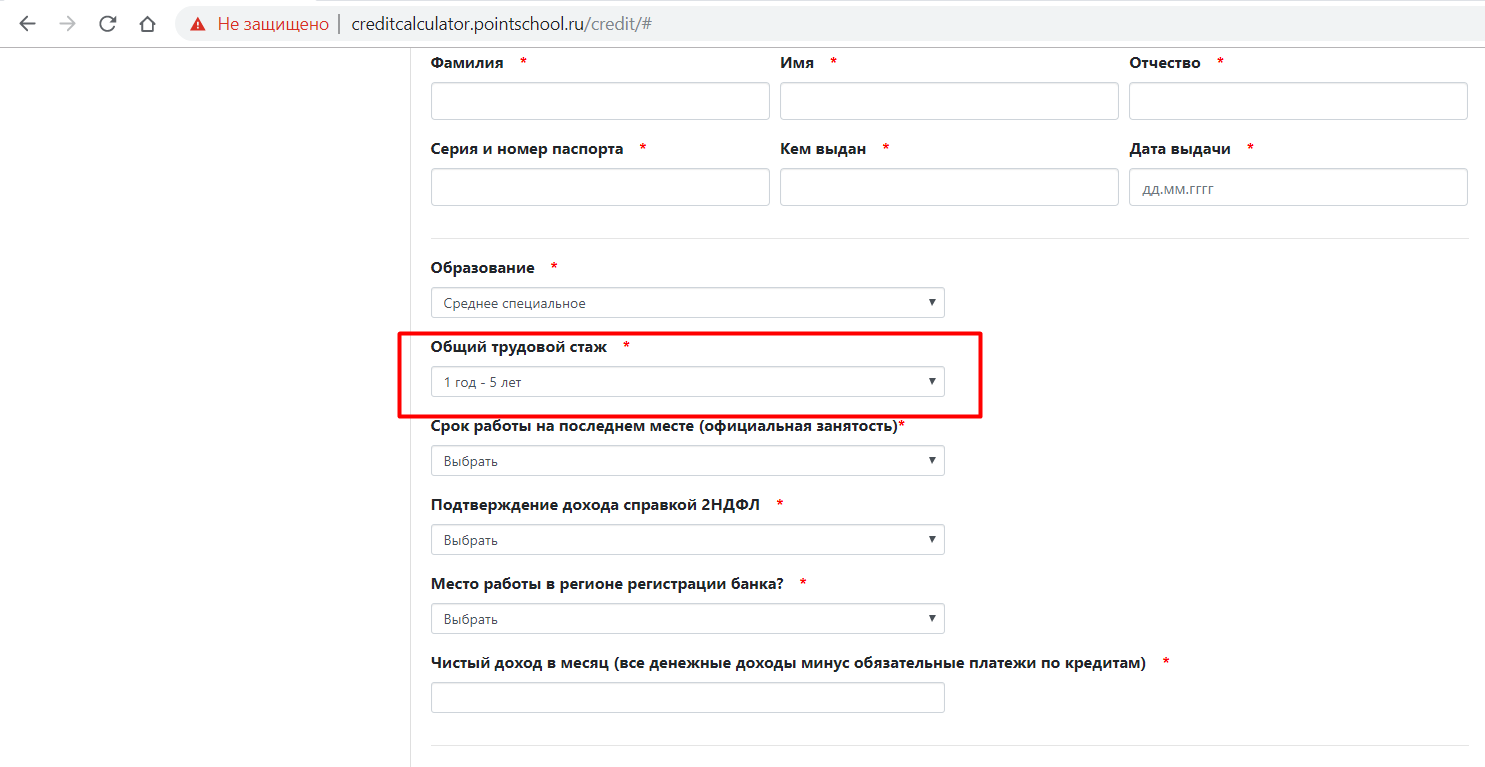 Не защищено | creditcalculator.pointschool.ru/credit/#
Фамилия * Имя * Отчество *
Серия и номер паспорта * Кем выдан * Дата выдачи *
дд.мм.гггг
Образование *
Среднее специальное
Общий трудовой стаж *
1 год - 5 лет
Срок работы на последнем месте (официальная занятость)*
Выбрать
Подтверждение дохода справкой 2НДФЛ *
Выбрать
Место работы в регионе регистрации банка? *
Выбрать
Чистый доход в месяц (все денежные доходы минус обязательные платежи по кредитам) *